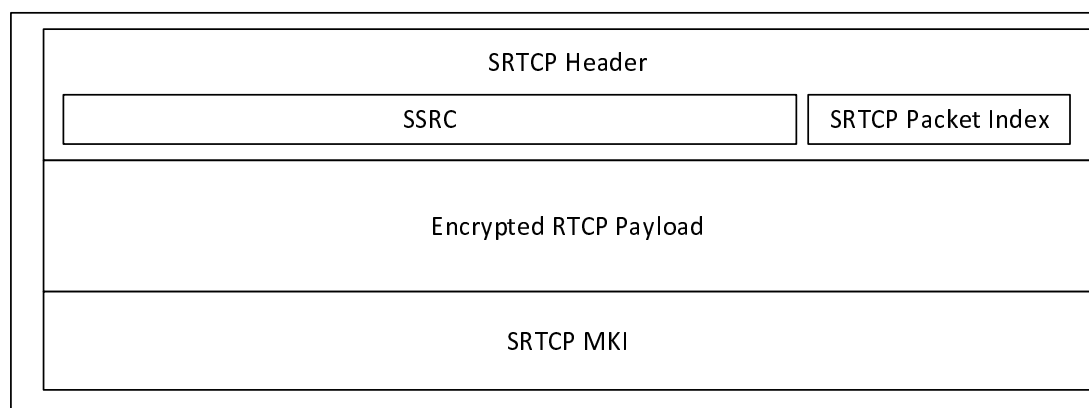 SRTCP Header
SSRC
SRTCP Packet Index
Encrypted RTCP Payload
SRTCP MKI